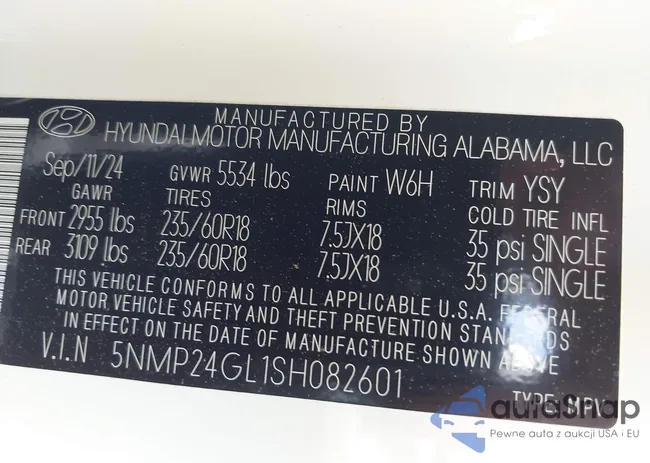 MANUFACTURED BY
HYUNDAI MOTOR MANUFACTURING ALABAMA, LLC
Sep/11/24 GVWR 5534 lbs PAINT W6H TRIM YSY
GAWR TIRES RIMS COLD TIRE INFL
FRONT 2955 lbs 235/60R18 7.5JX18 35 psi SINGLE
REAR 3109 lbs 235/60R18 7.5JX18 35 psi SINGLE
THIS VEHICLE CONFORMS TO ALL APPLICABLE U.S.A. FEDERAL
MOTOR VEHICLE SAFETY AND THEFT PREVENTION STANDARDS
IN EFFECT ON THE DATE OF MANUFACTURE SHOWN ABOVE
V.I.N 5NMP24GL1SH082601
TYPE: MPV
autoSnap
Pewne auta z aukcji USA i EU